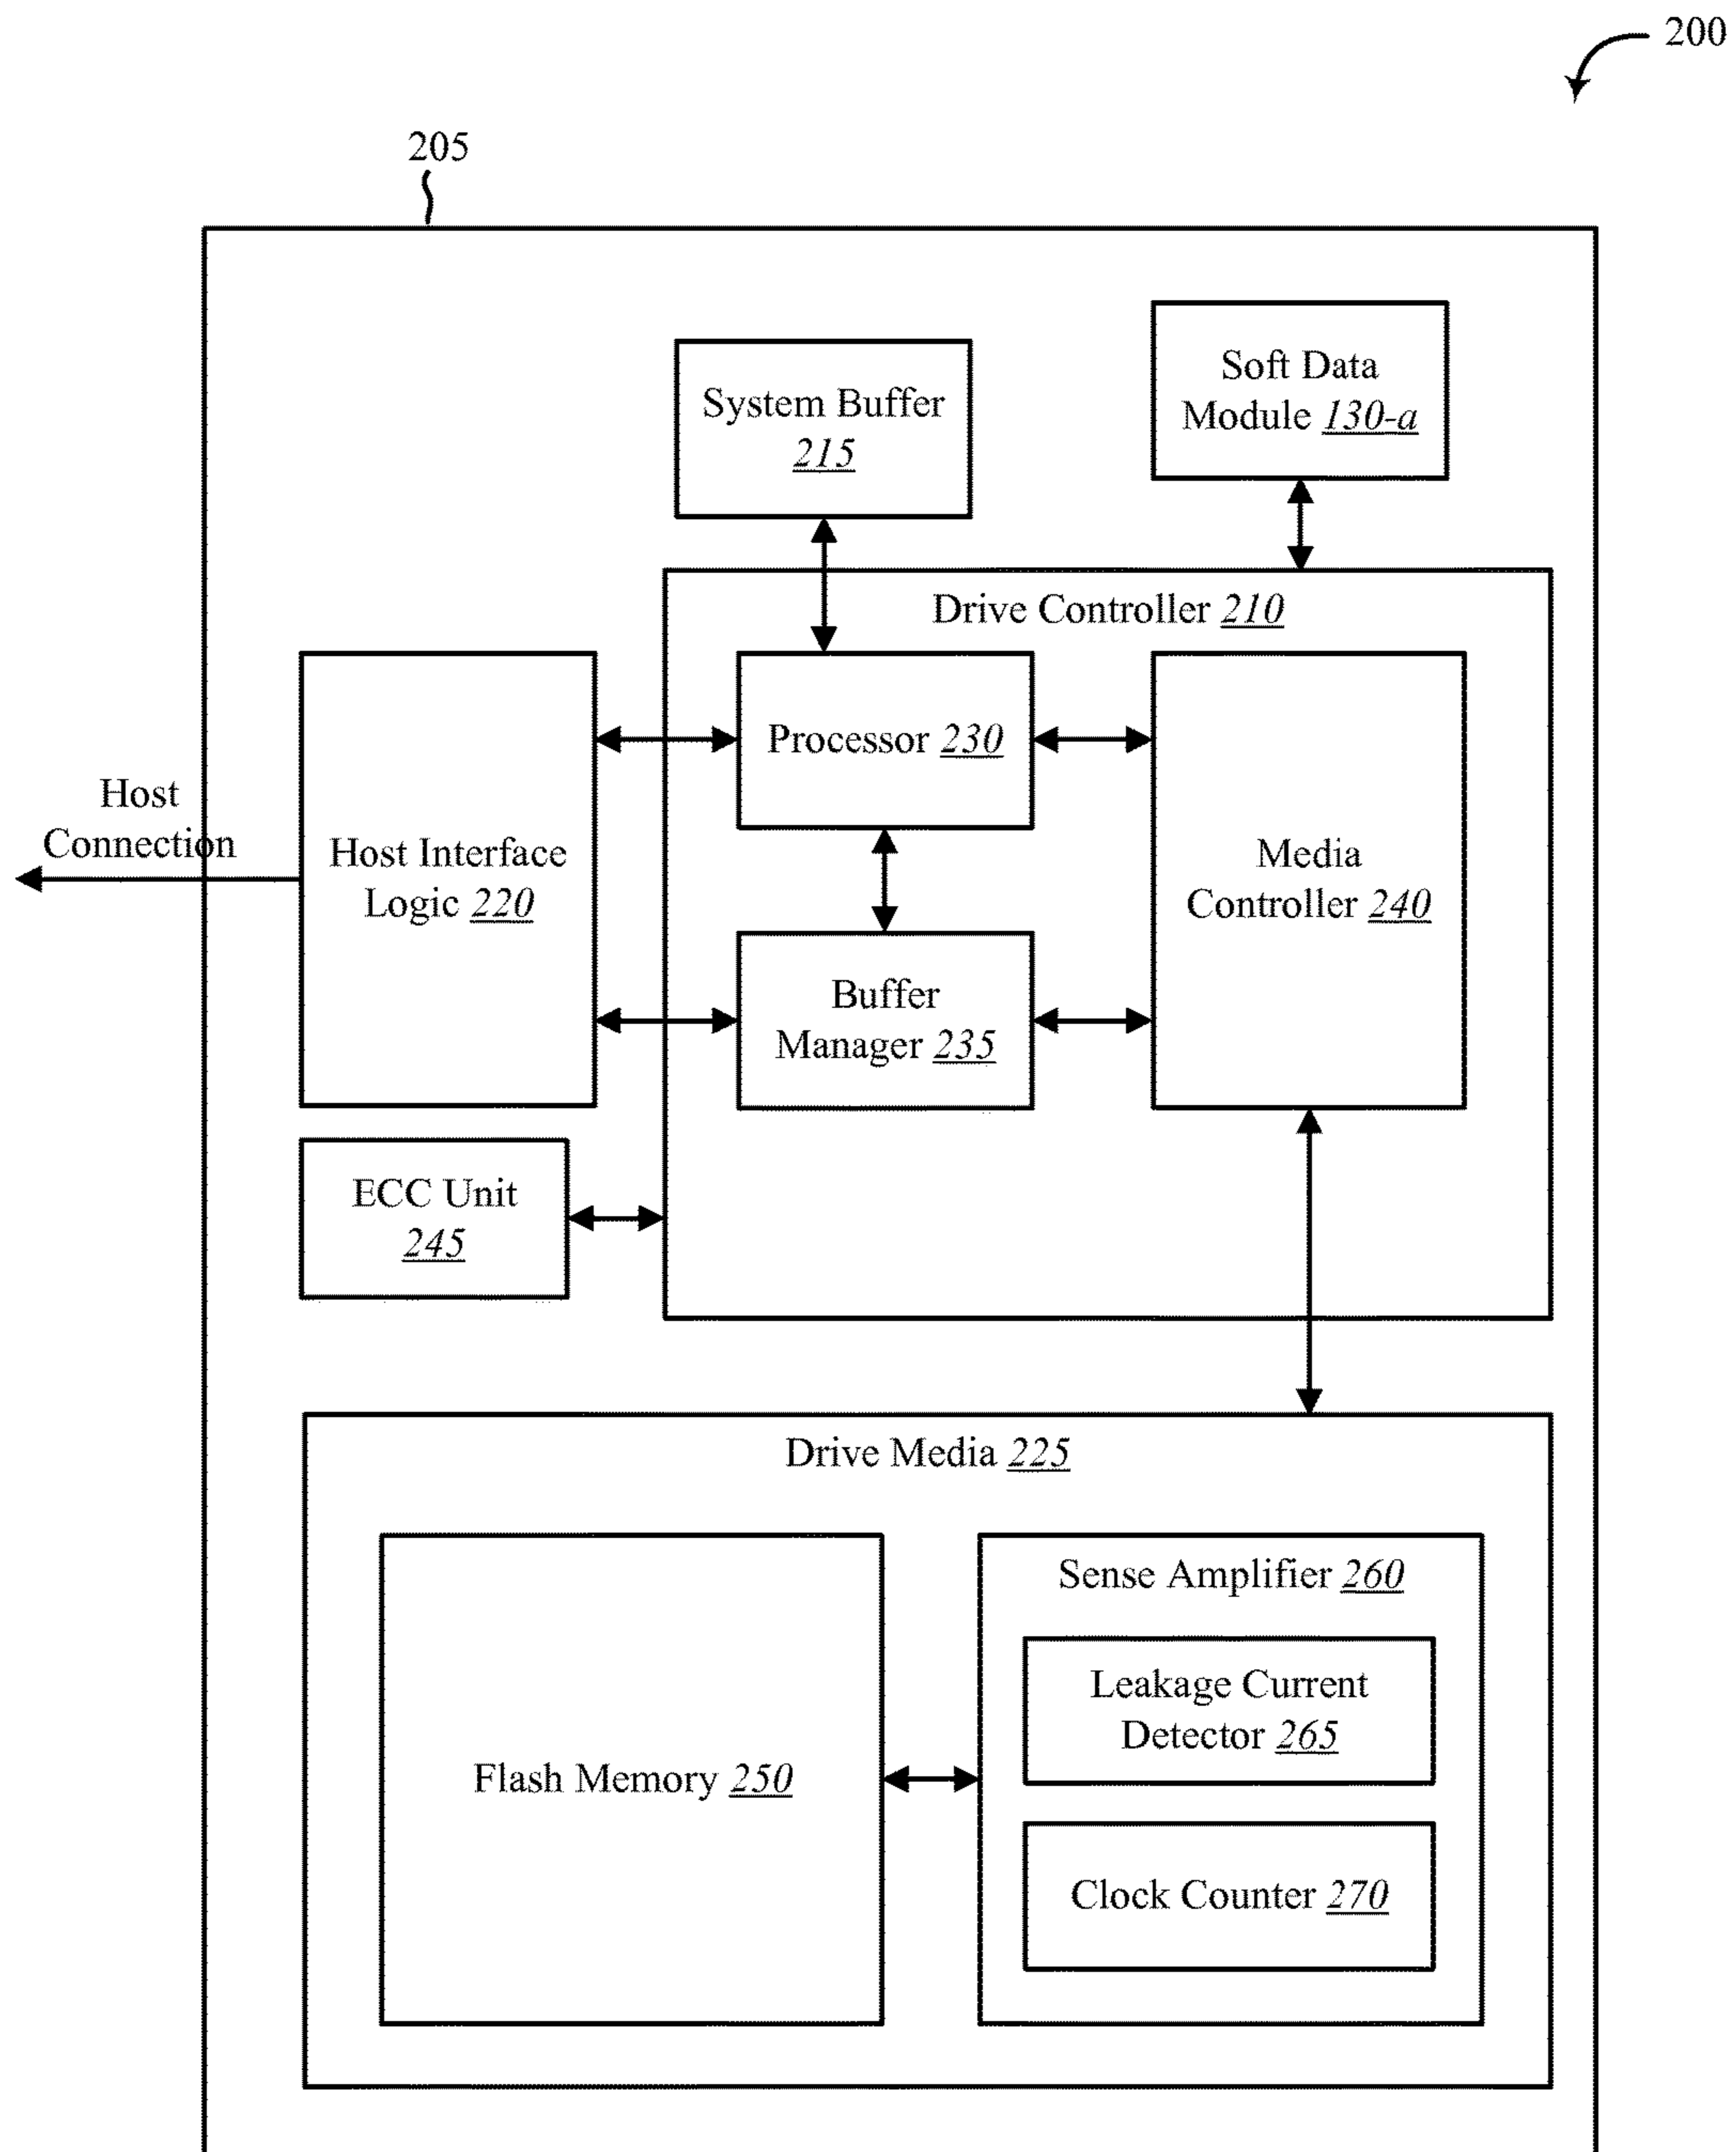 200
205
System Buffer
215
Soft Data
Module 130-a
Drive Controller 210
Host
Connection
Host Interface
Logic 220
Processor 230
Buffer
Manager 235
Media
Controller 240
ECC Unit
245
Drive Media 225
Flash Memory 250
Sense Amplifier 260
Leakage Current
Detector 265
Clock Counter 270